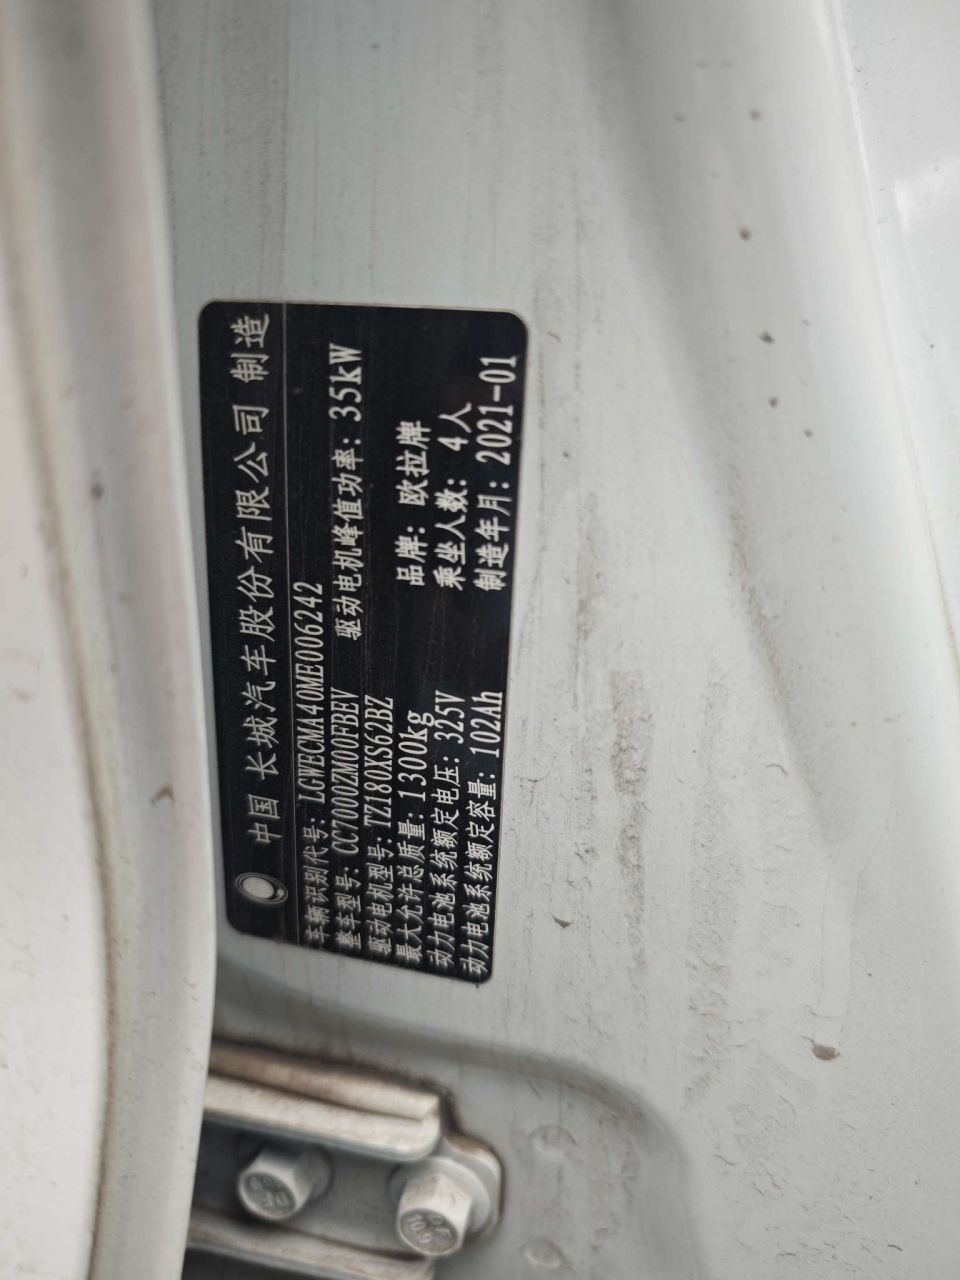 中国 长城汽车股份有限公司 制造
车辆识别代号: LGWECMA40ME006242
整车型号: CC7000ZM00FBEV 驱动电机峰值功率: 35kW
驱动电机型号: TZ180XS62BZ
最大允许总质量: 1300kg 品牌: 欧拉牌
动力电池系统额定电压: 325V 乘坐人数: 4人
动力电池系统额定容量: 102Ah 制造年月: 2021-01
10.9